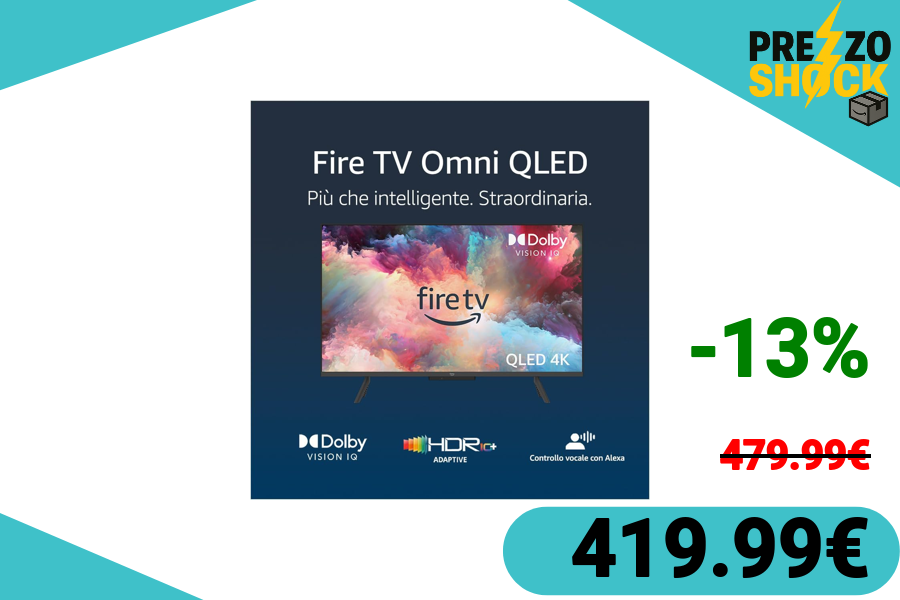 PREZZO
SHOCK
Fire TV Omni QLED
Più che intelligente. Straordinaria.
Dolby
VISION IQ
fire tv
QLED 4K
-13%
479.99€
Dolby
VISION IQ
HDR10+
ADAPTIVE
Controllo vocale con Alexa
419.99€